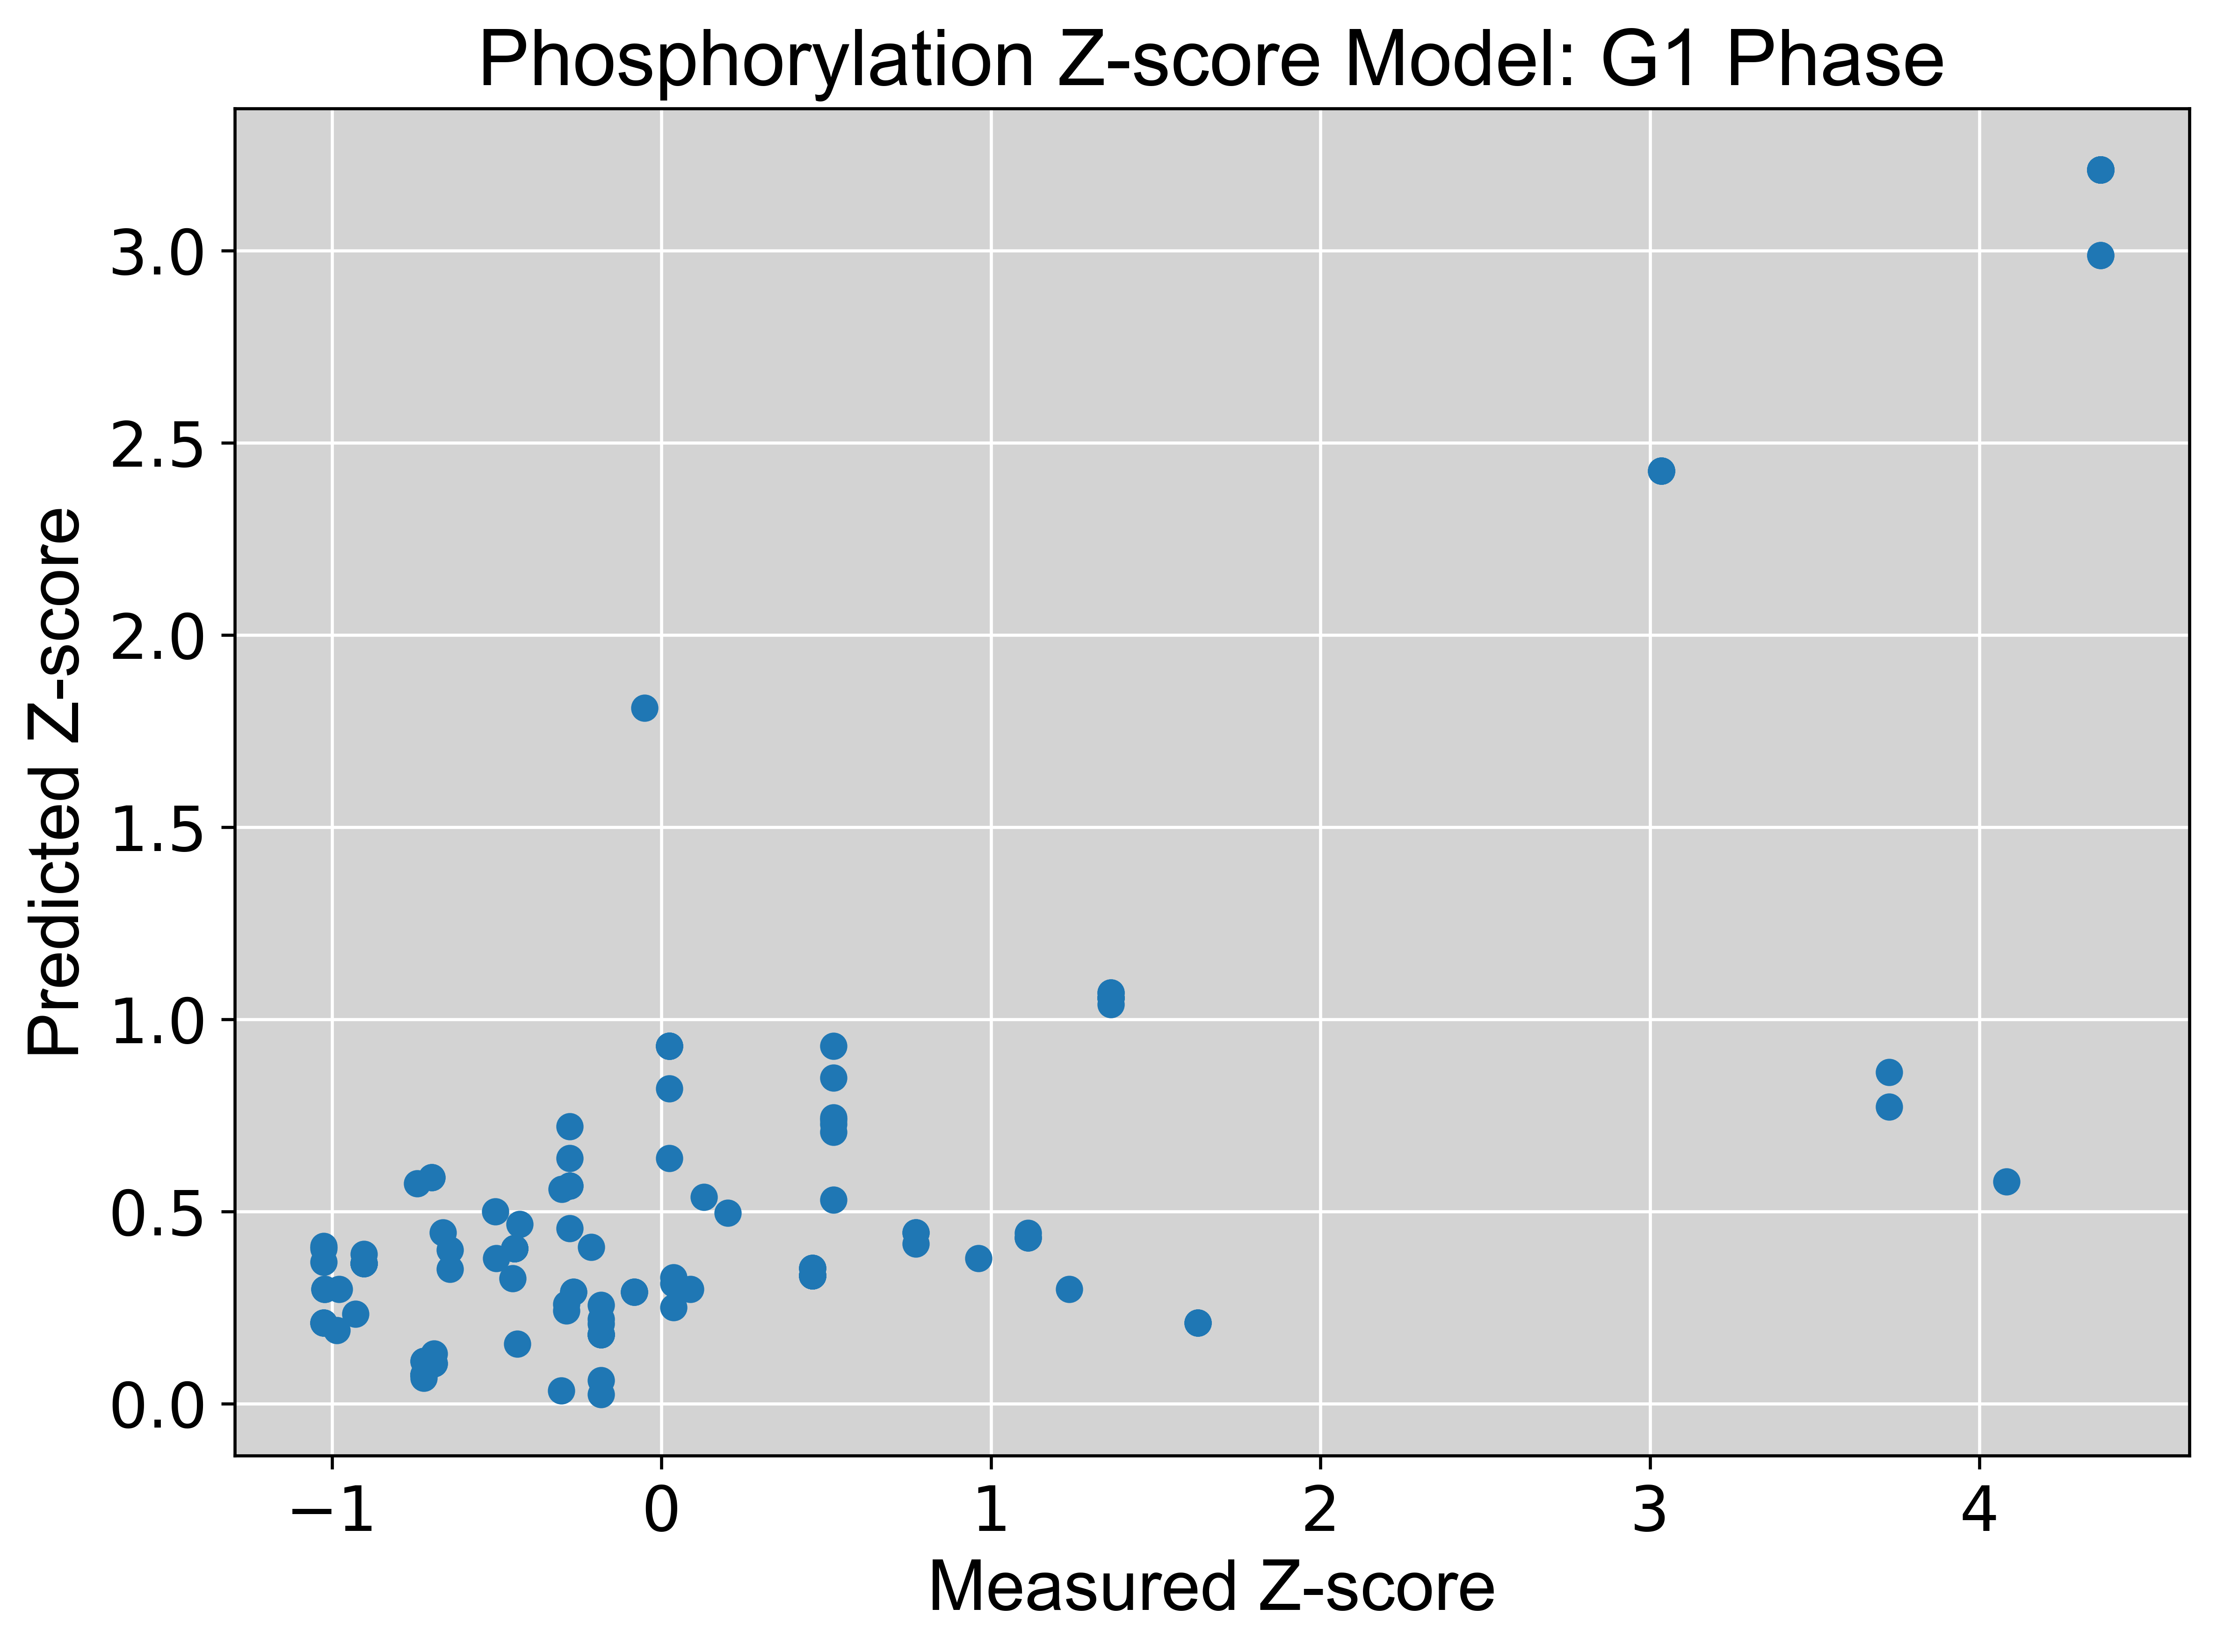 Phosphorylation Z-score Model: G1 Phase
3.0
2.5
2.0
1.5
1.0
0.5
0.0
Predicted Z-score
−1 0 1 2 3 4
Measured Z-score